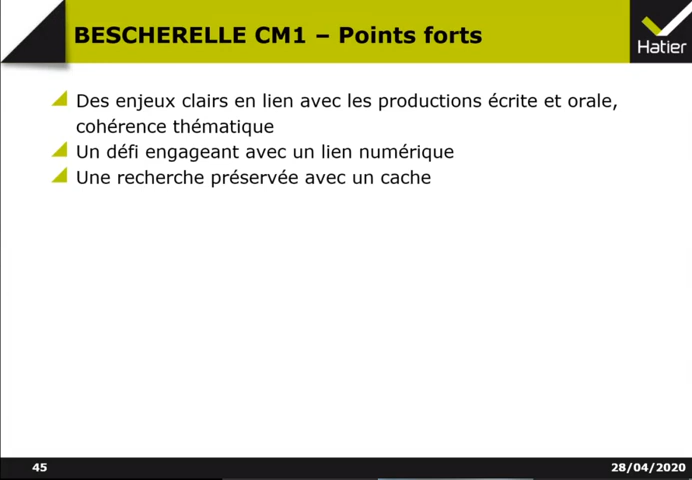 BESCHERELLE CM1 – Points forts
Hatier
Des enjeux clairs en lien avec les productions écrite et orale,
cohérence thématique
Un défi engageant avec un lien numérique
Une recherche préservée avec un cache
45
28/04/2020